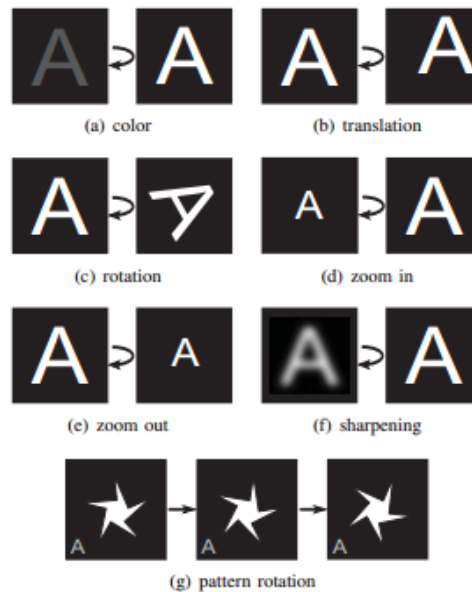 A A A A
(a) color (b) translation
A A A A
(c) rotation (d) zoom in
A A A A
(e) zoom out (f) sharpening
A A A
(g) pattern rotation